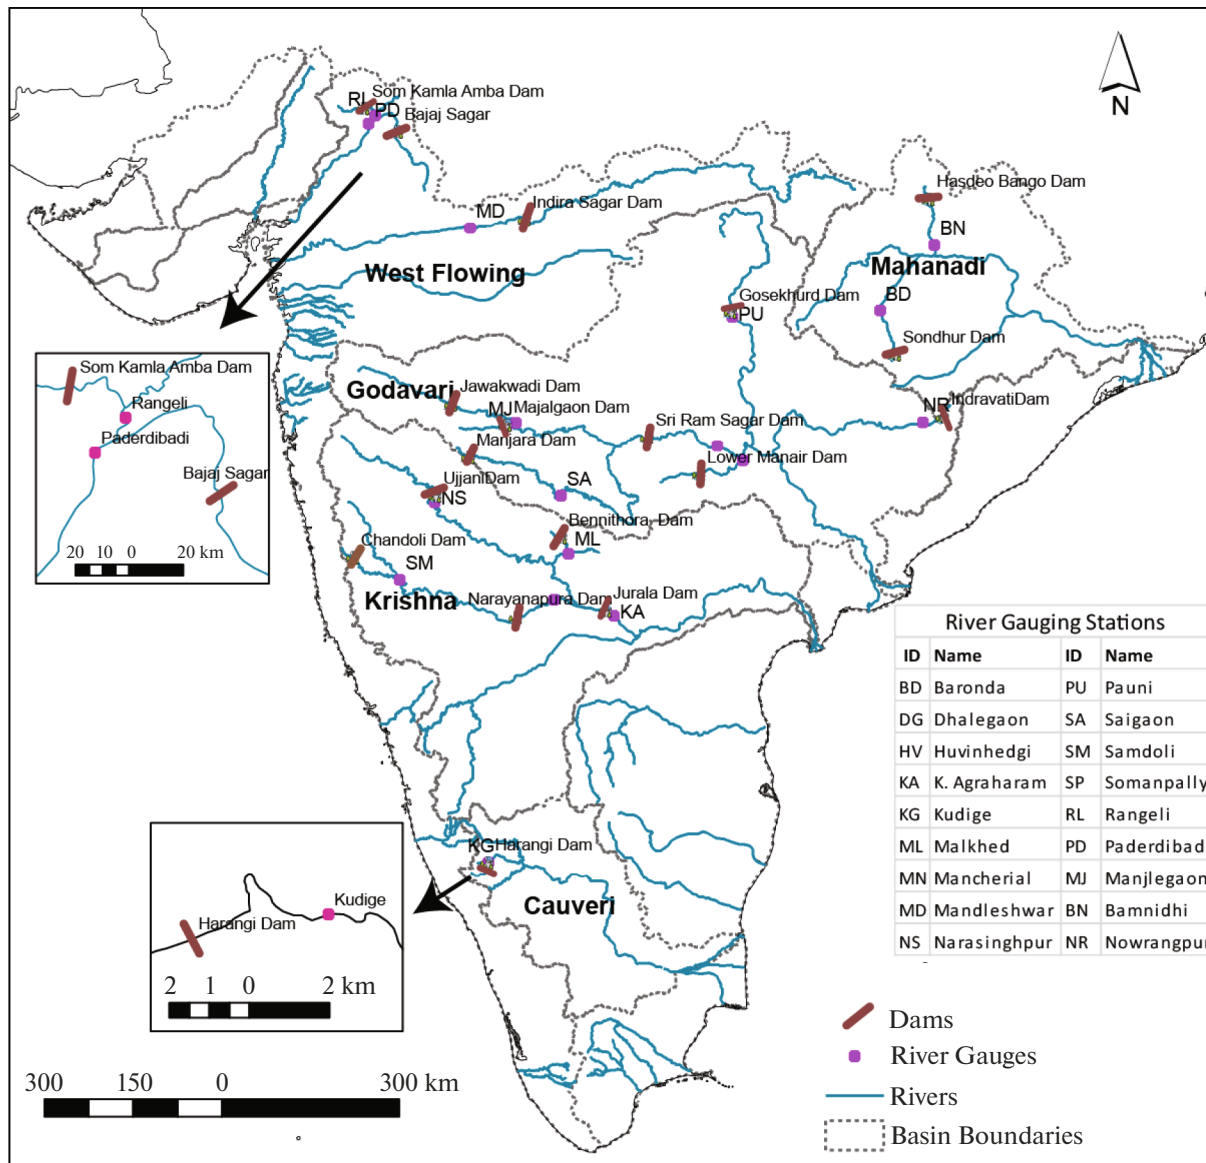 N
Som Kamla Amba Dam
RL
PD
Bajaj Sagar
Hasdeo Bango Dam
MD
Indira Sagar Dam
BN
West Flowing
Mahanadi
Gosekhurd Dam
PU
BD
Sondhur Dam
Som Kamla Amba Dam
Rangeli
Paderdibadi
Bajaj Sagar
20 10 0 20 km
Godavari
Jawakwadi Dam
MJ
Majalgaon Dam
NR
IndravatiDam
Sri Ram Sagar Dam
Manjara Dam
Lower Manair Dam
UjjaniDam
NS
SA
Bennithora Dam
ML
Chandoli Dam
SM
Krishna
Narayanapura Dam
Jurala Dam
KA
River Gauging Stations
ID Name ID Name
BD Baronda PU Pauni
DG Dhalegaon SA Saigaon
HV Huvinhedgi SM Samdoli
KA K. Agraharam SP Somanpally
KG Kudige RL Rangeli
ML Malkhed PD Paderdibad
MN Mancherial MJ Manjlegaon
MD Mandleshwar BN Bamnidhi
NS Narasinghpur NR Nowrangpur
KG
Harangi Dam
Cauveri
Kudige
Harangi Dam
2 1 0 2 km
300 150 0 300 km
Dams
River Gauges
Rivers
Basin Boundaries